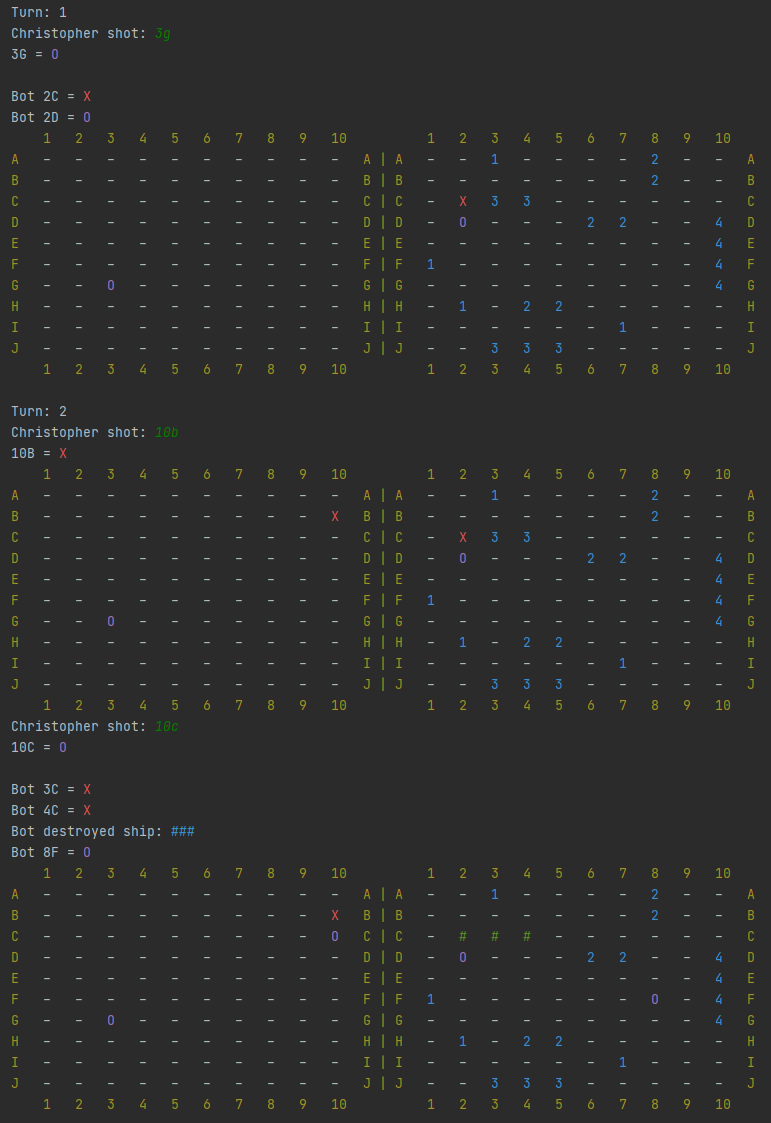 Turn: 1
Christopher shot: 3g
3G = O

Bot 2C = X
Bot 2D = O
    1   2   3   4   5   6   7   8   9   10            1   2   3   4   5   6   7   8   9   10
A   -   -   -   -   -   -   -   -   -   -   A | A   -   -   1   -   -   -   -   2   -   -   A
B   -   -   -   -   -   -   -   -   -   -   B | B   -   -   -   -   -   -   -   2   -   -   B
C   -   -   -   -   -   -   -   -   -   -   C | C   -   X   3   3   -   -   -   -   -   -   C
D   -   -   -   -   -   -   -   -   -   -   D | D   -   O   -   -   -   2   2   -   -   4   D
E   -   -   -   -   -   -   -   -   -   -   E | E   -   -   -   -   -   -   -   -   -   4   E
F   -   -   -   -   -   -   -   -   -   -   F | F   1   -   -   -   -   -   -   -   -   4   F
G   -   -   O   -   -   -   -   -   -   -   G | G   -   -   -   -   -   -   -   -   -   4   G
H   -   -   -   -   -   -   -   -   -   -   H | H   -   1   -   2   2   -   -   -   -   -   H
I   -   -   -   -   -   -   -   -   -   -   I | I   -   -   -   -   -   -   1   -   -   -   I
J   -   -   -   -   -   -   -   -   -   -   J | J   -   -   3   3   3   -   -   -   -   -   J
    1   2   3   4   5   6   7   8   9   10            1   2   3   4   5   6   7   8   9   10

Turn: 2
Christopher shot: 10b
10B = X
    1   2   3   4   5   6   7   8   9   10            1   2   3   4   5   6   7   8   9   10
A   -   -   -   -   -   -   -   -   -   -   A | A   -   -   1   -   -   -   -   2   -   -   A
B   -   -   -   -   -   -   -   -   -   X   B | B   -   -   -   -   -   -   -   2   -   -   B
C   -   -   -   -   -   -   -   -   -   -   C | C   -   X   3   3   -   -   -   -   -   -   C
D   -   -   -   -   -   -   -   -   -   -   D | D   -   O   -   -   -   2   2   -   -   4   D
E   -   -   -   -   -   -   -   -   -   -   E | E   -   -   -   -   -   -   -   -   -   4   E
F   -   -   -   -   -   -   -   -   -   -   F | F   1   -   -   -   -   -   -   -   -   4   F
G   -   -   O   -   -   -   -   -   -   -   G | G   -   -   -   -   -   -   -   -   -   4   G
H   -   -   -   -   -   -   -   -   -   -   H | H   -   1   -   2   2   -   -   -   -   -   H
I   -   -   -   -   -   -   -   -   -   -   I | I   -   -   -   -   -   -   1   -   -   -   I
J   -   -   -   -   -   -   -   -   -   -   J | J   -   -   3   3   3   -   -   -   -   -   J
    1   2   3   4   5   6   7   8   9   10            1   2   3   4   5   6   7   8   9   10
Christopher shot: 10c
10C = O

Bot 3C = X
Bot 4C = X
Bot destroyed ship: ###
Bot 8F = O
    1   2   3   4   5   6   7   8   9   10            1   2   3   4   5   6   7   8   9   10
A   -   -   -   -   -   -   -   -   -   -   A | A   -   -   1   -   -   -   -   2   -   -   A
B   -   -   -   -   -   -   -   -   -   X   B | B   -   -   -   -   -   -   -   2   -   -   B
C   -   -   -   -   -   -   -   -   -   O   C | C   -   #   #   #   -   -   -   -   -   -   C
D   -   -   -   -   -   -   -   -   -   -   D | D   -   O   -   -   -   2   2   -   -   4   D
E   -   -   -   -   -   -   -   -   -   -   E | E   -   -   -   -   -   -   -   -   -   4   E
F   -   -   -   -   -   -   -   -   -   -   F | F   1   -   -   -   -   -   -   O   -   4   F
G   -   -   O   -   -   -   -   -   -   -   G | G   -   -   -   -   -   -   -   -   -   4   G
H   -   -   -   -   -   -   -   -   -   -   H | H   -   1   -   2   2   -   -   -   -   -   H
I   -   -   -   -   -   -   -   -   -   -   I | I   -   -   -   -   -   -   1   -   -   -   I
J   -   -   -   -   -   -   -   -   -   -   J | J   -   -   3   3   3   -   -   -   -   -   J
    1   2   3   4   5   6   7   8   9   10            1   2   3   4   5   6   7   8   9   10